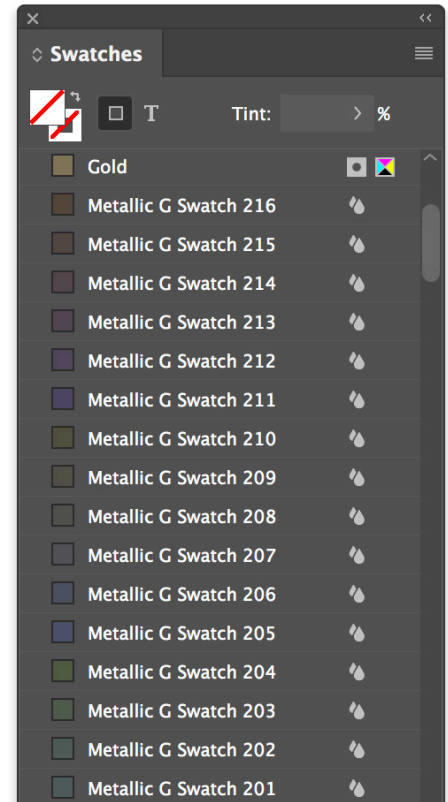 Swatches
T Tint: %
Gold
Metallic G Swatch 216
Metallic G Swatch 215
Metallic G Swatch 214
Metallic G Swatch 213
Metallic G Swatch 212
Metallic G Swatch 211
Metallic G Swatch 210
Metallic G Swatch 209
Metallic G Swatch 208
Metallic G Swatch 207
Metallic G Swatch 206
Metallic G Swatch 205
Metallic G Swatch 204
Metallic G Swatch 203
Metallic G Swatch 202
Metallic G Swatch 201